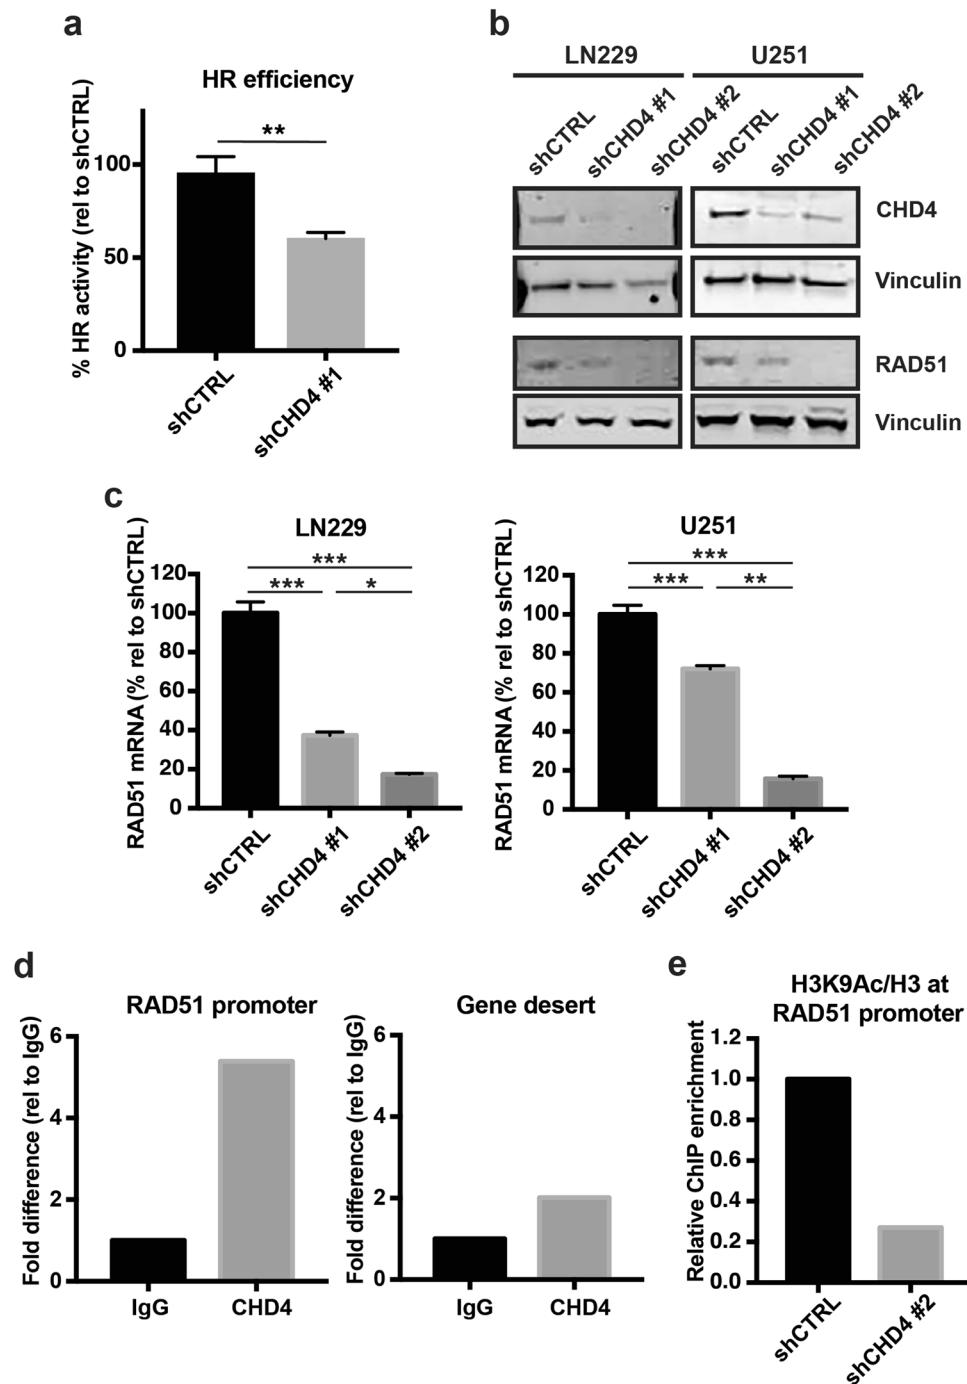 a
HR efficiency
% HR activity (rel to shCTRL)
**
100
50
0
shCTRL
shCHD4 #1
b
LN229
U251
shCTRL
shCHD4 #1
shCHD4 #2
shCTRL
shCHD4 #1
shCHD4 #2
CHD4
Vinculin
RAD51
Vinculin
c
LN229
RAD51 mRNA (% rel to shCTRL)
***
***
*
120
100
80
60
40
20
0
shCTRL
shCHD4 #1
shCHD4 #2
U251
RAD51 mRNA (% rel to shCTRL)
***
***
**
120
100
80
60
40
20
0
shCTRL
shCHD4 #1
shCHD4 #2
d
RAD51 promoter
Fold difference (rel to IgG)
6
4
2
0
IgG
CHD4
Gene desert
Fold difference (rel to IgG)
6
4
2
0
IgG
CHD4
e
H3K9Ac/H3 at
RAD51 promoter
Relative ChIP enrichment
1.2
1.0
0.8
0.6
0.4
0.2
0.0
shCTRL
shCHD4 #2